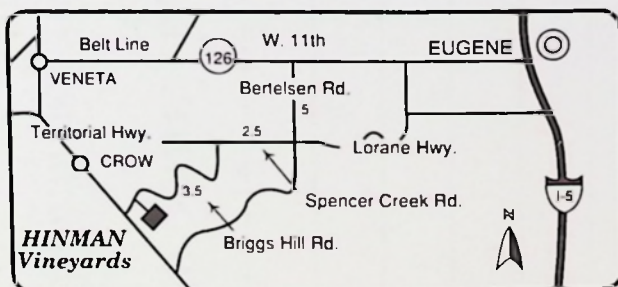 Belt Line
126
W. 11th
EUGENE
VENETA
Bertelsen Rd.
5
Territorial Hwy.
2.5
Lorane Hwy.
CROW
3.5
Spencer Creek Rd.
I-5
N
HINMAN
Vineyards
Briggs Hill Rd.